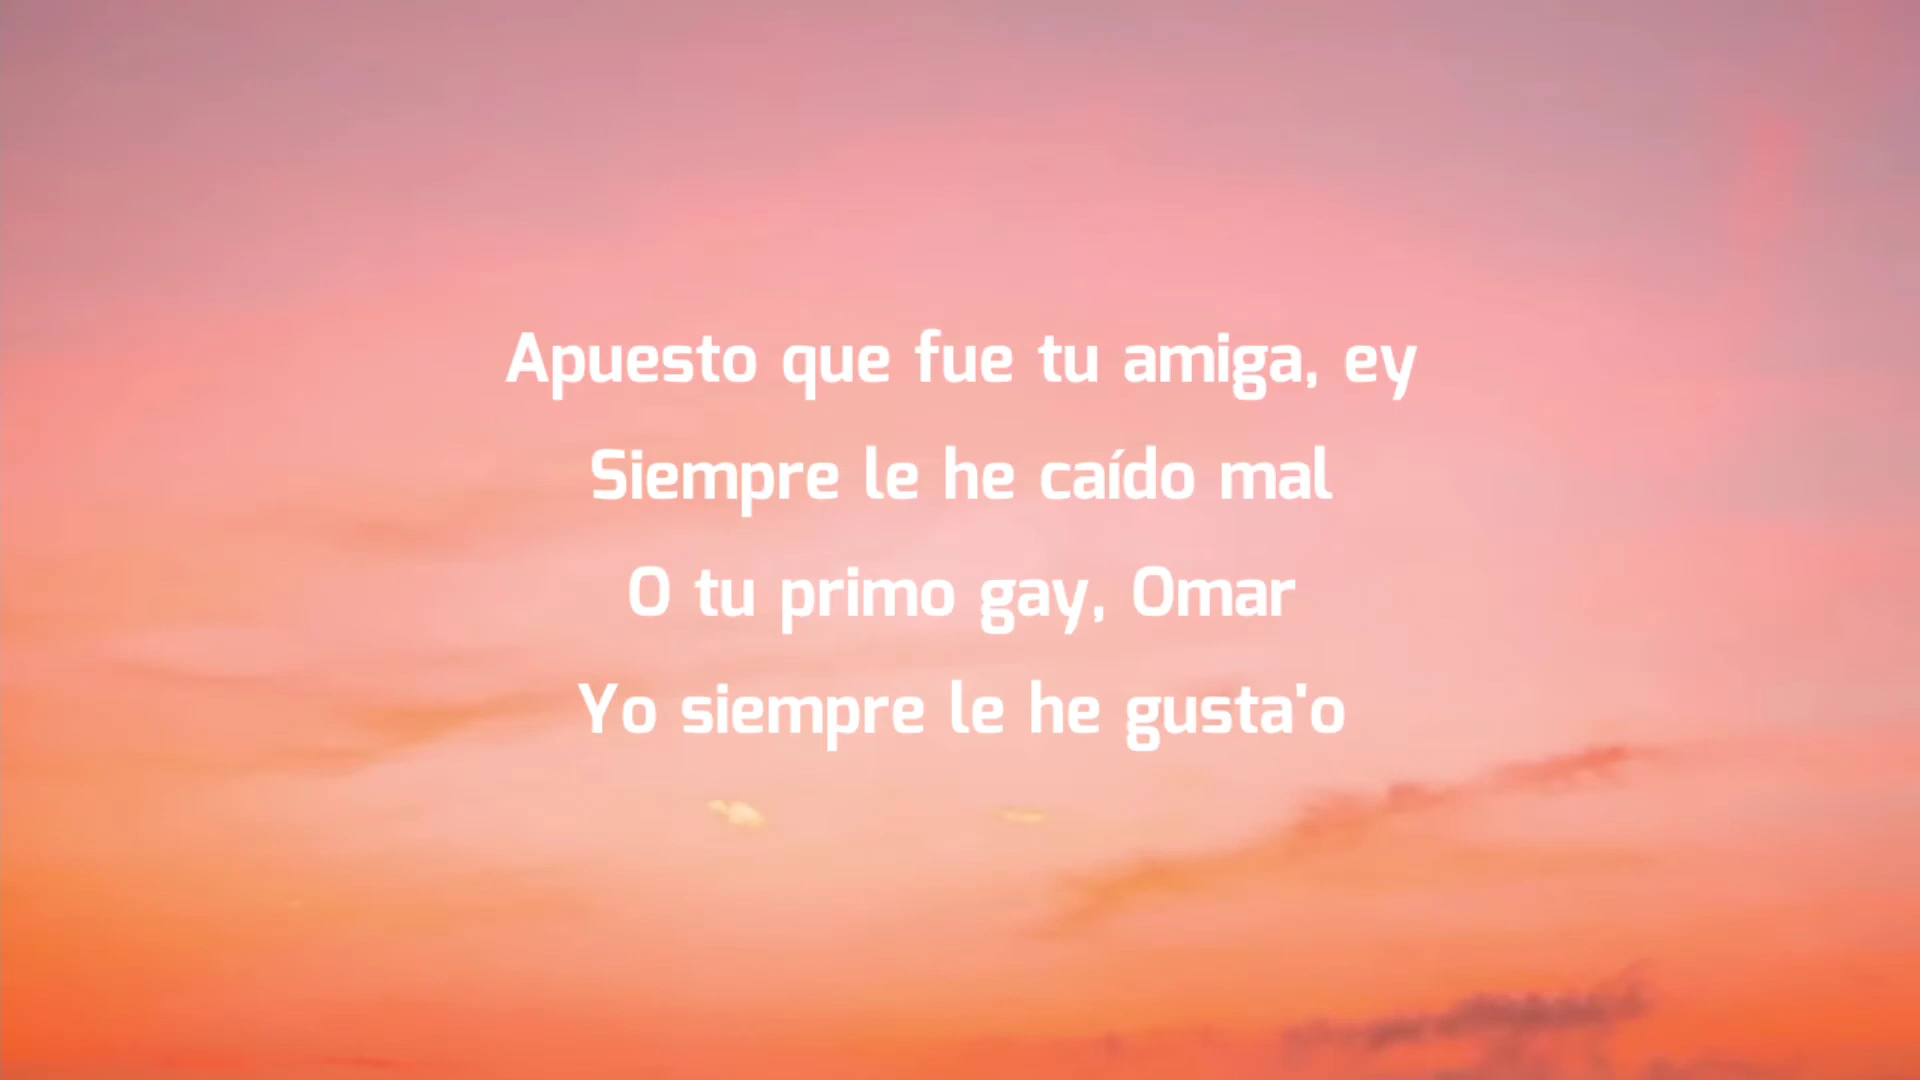 Apuesto que fue tu amiga, ey
Siempre le he caído mal
O tu primo gay, Omar
Yo siempre le he gusta'o